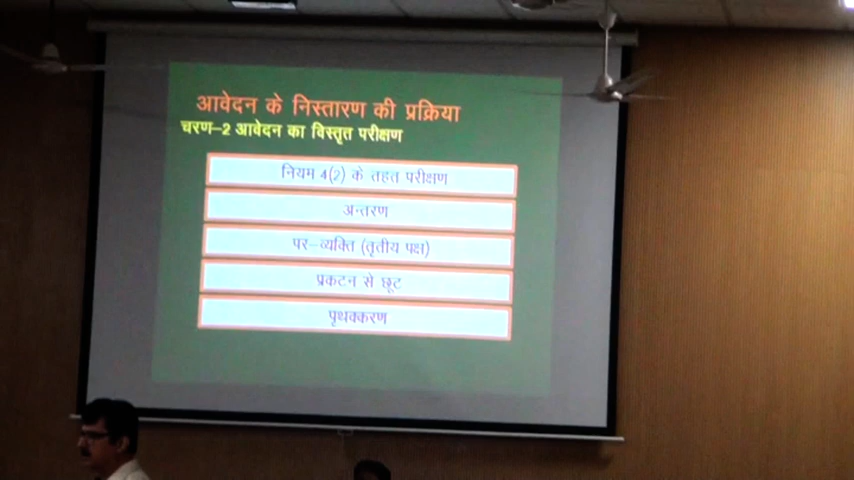 आवेदन के निस्तारण की प्रक्रिया
चरण–2 आवेदन का विस्तृत परीक्षण
नियम 4(2) के तहत परीक्षण
अन्तरण
पर–व्यक्ति (तृतीय पक्ष)
प्रकटन से छूट
पृथक्करण